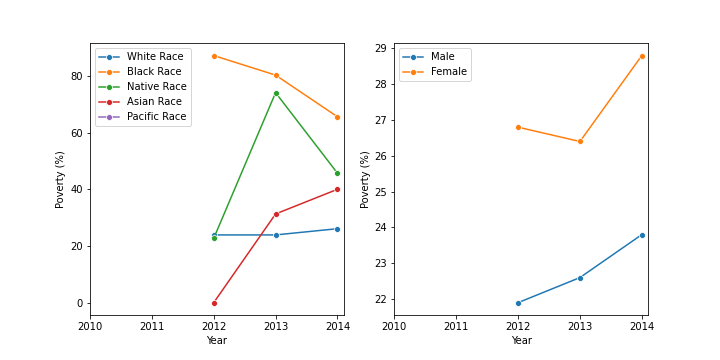 White Race
Black Race
Native Race
Asian Race
Pacific Race
80
60
40
20
0
Poverty (%)
2010 2011 2012 2013 2014
Year
Male
Female
29
28
27
26
25
24
23
22
Poverty (%)
2010 2011 2012 2013 2014
Year